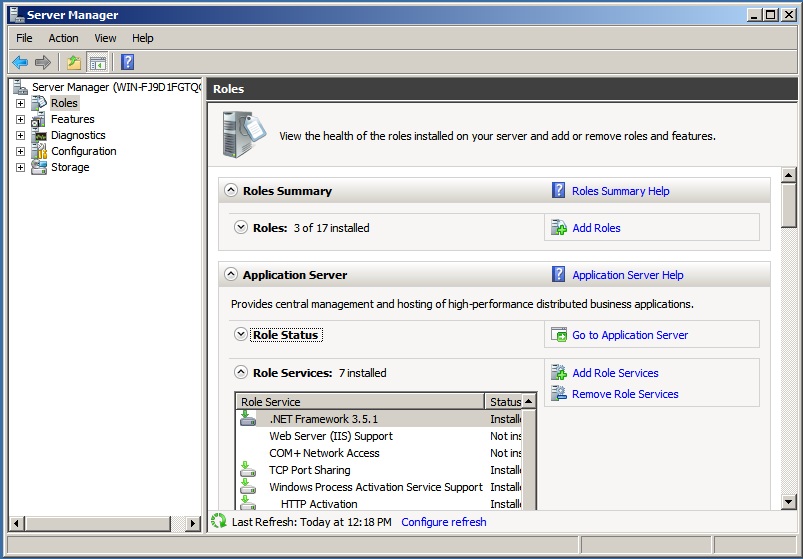 Server Manager
File Action View Help
Server Manager (WIN-FJ9D1FGTQ
Roles
Features
Diagnostics
Configuration
Storage
Roles
View the health of the roles installed on your server and add or remove roles and features.
Roles Summary Roles Summary Help
Roles: 3 of 17 installed Add Roles
Application Server Application Server Help
Provides central management and hosting of high-performance distributed business applications.
Role Status Go to Application Server
Role Services: 7 installed Add Role Services
Remove Role Services
Role Service Status
.NET Framework 3.5.1 Installe
Web Server (IIS) Support Not ins
COM+ Network Access Not ins
TCP Port Sharing Installe
Windows Process Activation Service Support Installe
HTTP Activation Installe
Last Refresh: Today at 12:18 PM Configure refresh